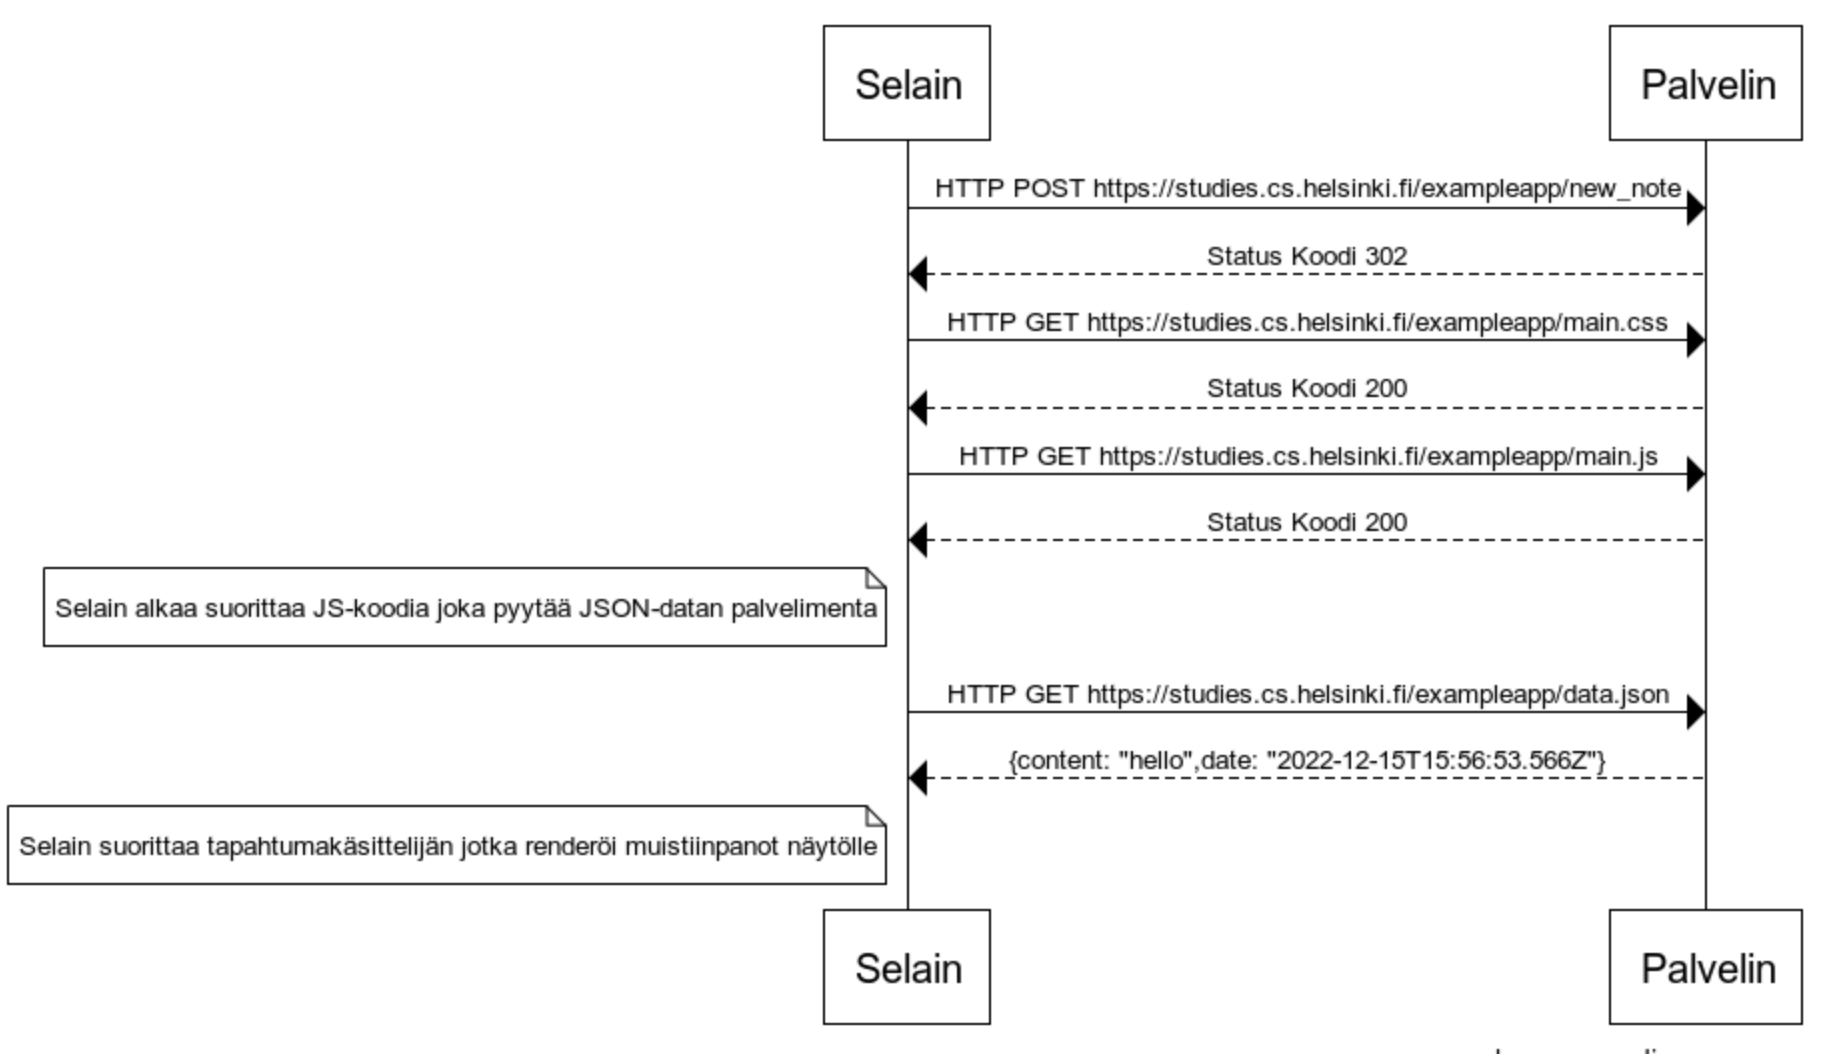 Selain
Palvelin
HTTP POST https://studies.cs.helsinki.fi/exampleapp/new_note
Status Koodi 302
HTTP GET https://studies.cs.helsinki.fi/exampleapp/main.css
Status Koodi 200
HTTP GET https://studies.cs.helsinki.fi/exampleapp/main.js
Status Koodi 200
Selain alkaa suorittaa JS-koodia joka pyytää JSON-datan palvelimenta
HTTP GET https://studies.cs.helsinki.fi/exampleapp/data.json
{content: "hello",date: "2022-12-15T15:56:53.566Z"}
Selain suorittaa tapahtumakäsittelijän jotka renderöi muistiinpanot näytölle
Selain
Palvelin